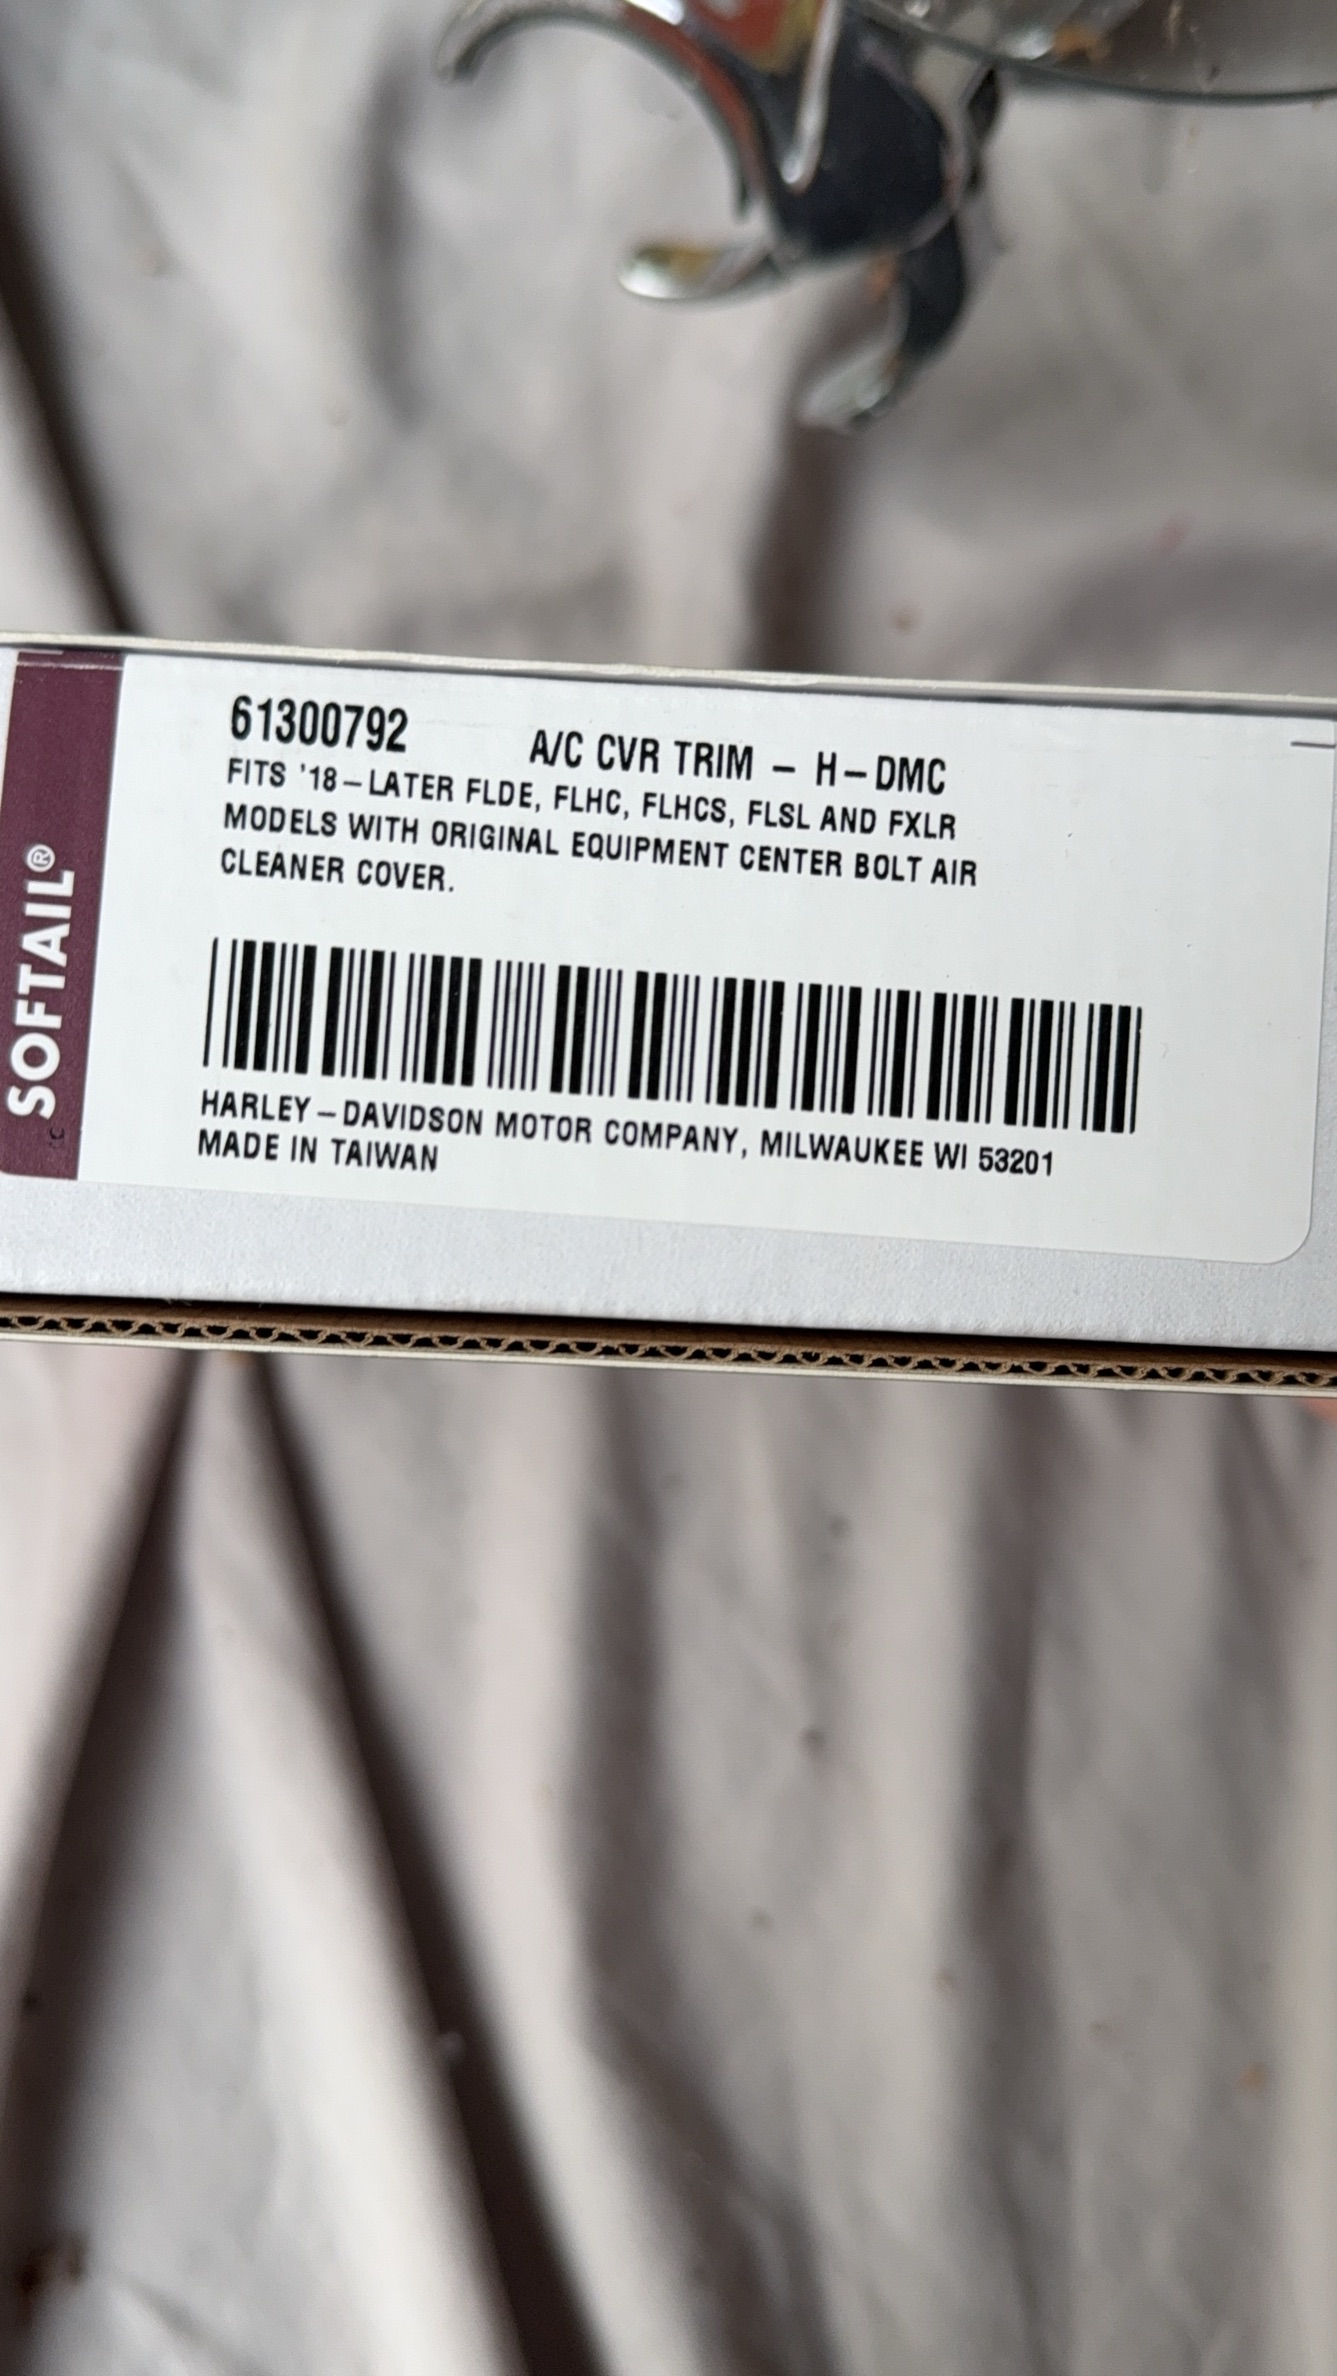 61300792 A/C CVR TRIM – H–DMC
FITS '18–LATER FLDE, FLHC, FLHCS, FLSL AND FXLR
MODELS WITH ORIGINAL EQUIPMENT CENTER BOLT AIR
CLEANER COVER.
HARLEY–DAVIDSON MOTOR COMPANY, MILWAUKEE WI 53201
MADE IN TAIWAN
SOFTAIL®